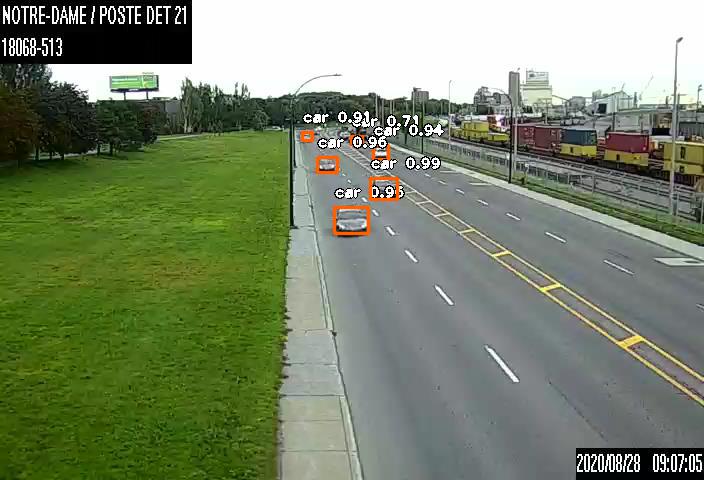 NOTRE-DAME / POSTE DET 21
18068-513
car 0.91
car 0.71
car 0.94
car 0.96
car 0.99
car 0.95
2020/08/28 09:07:05